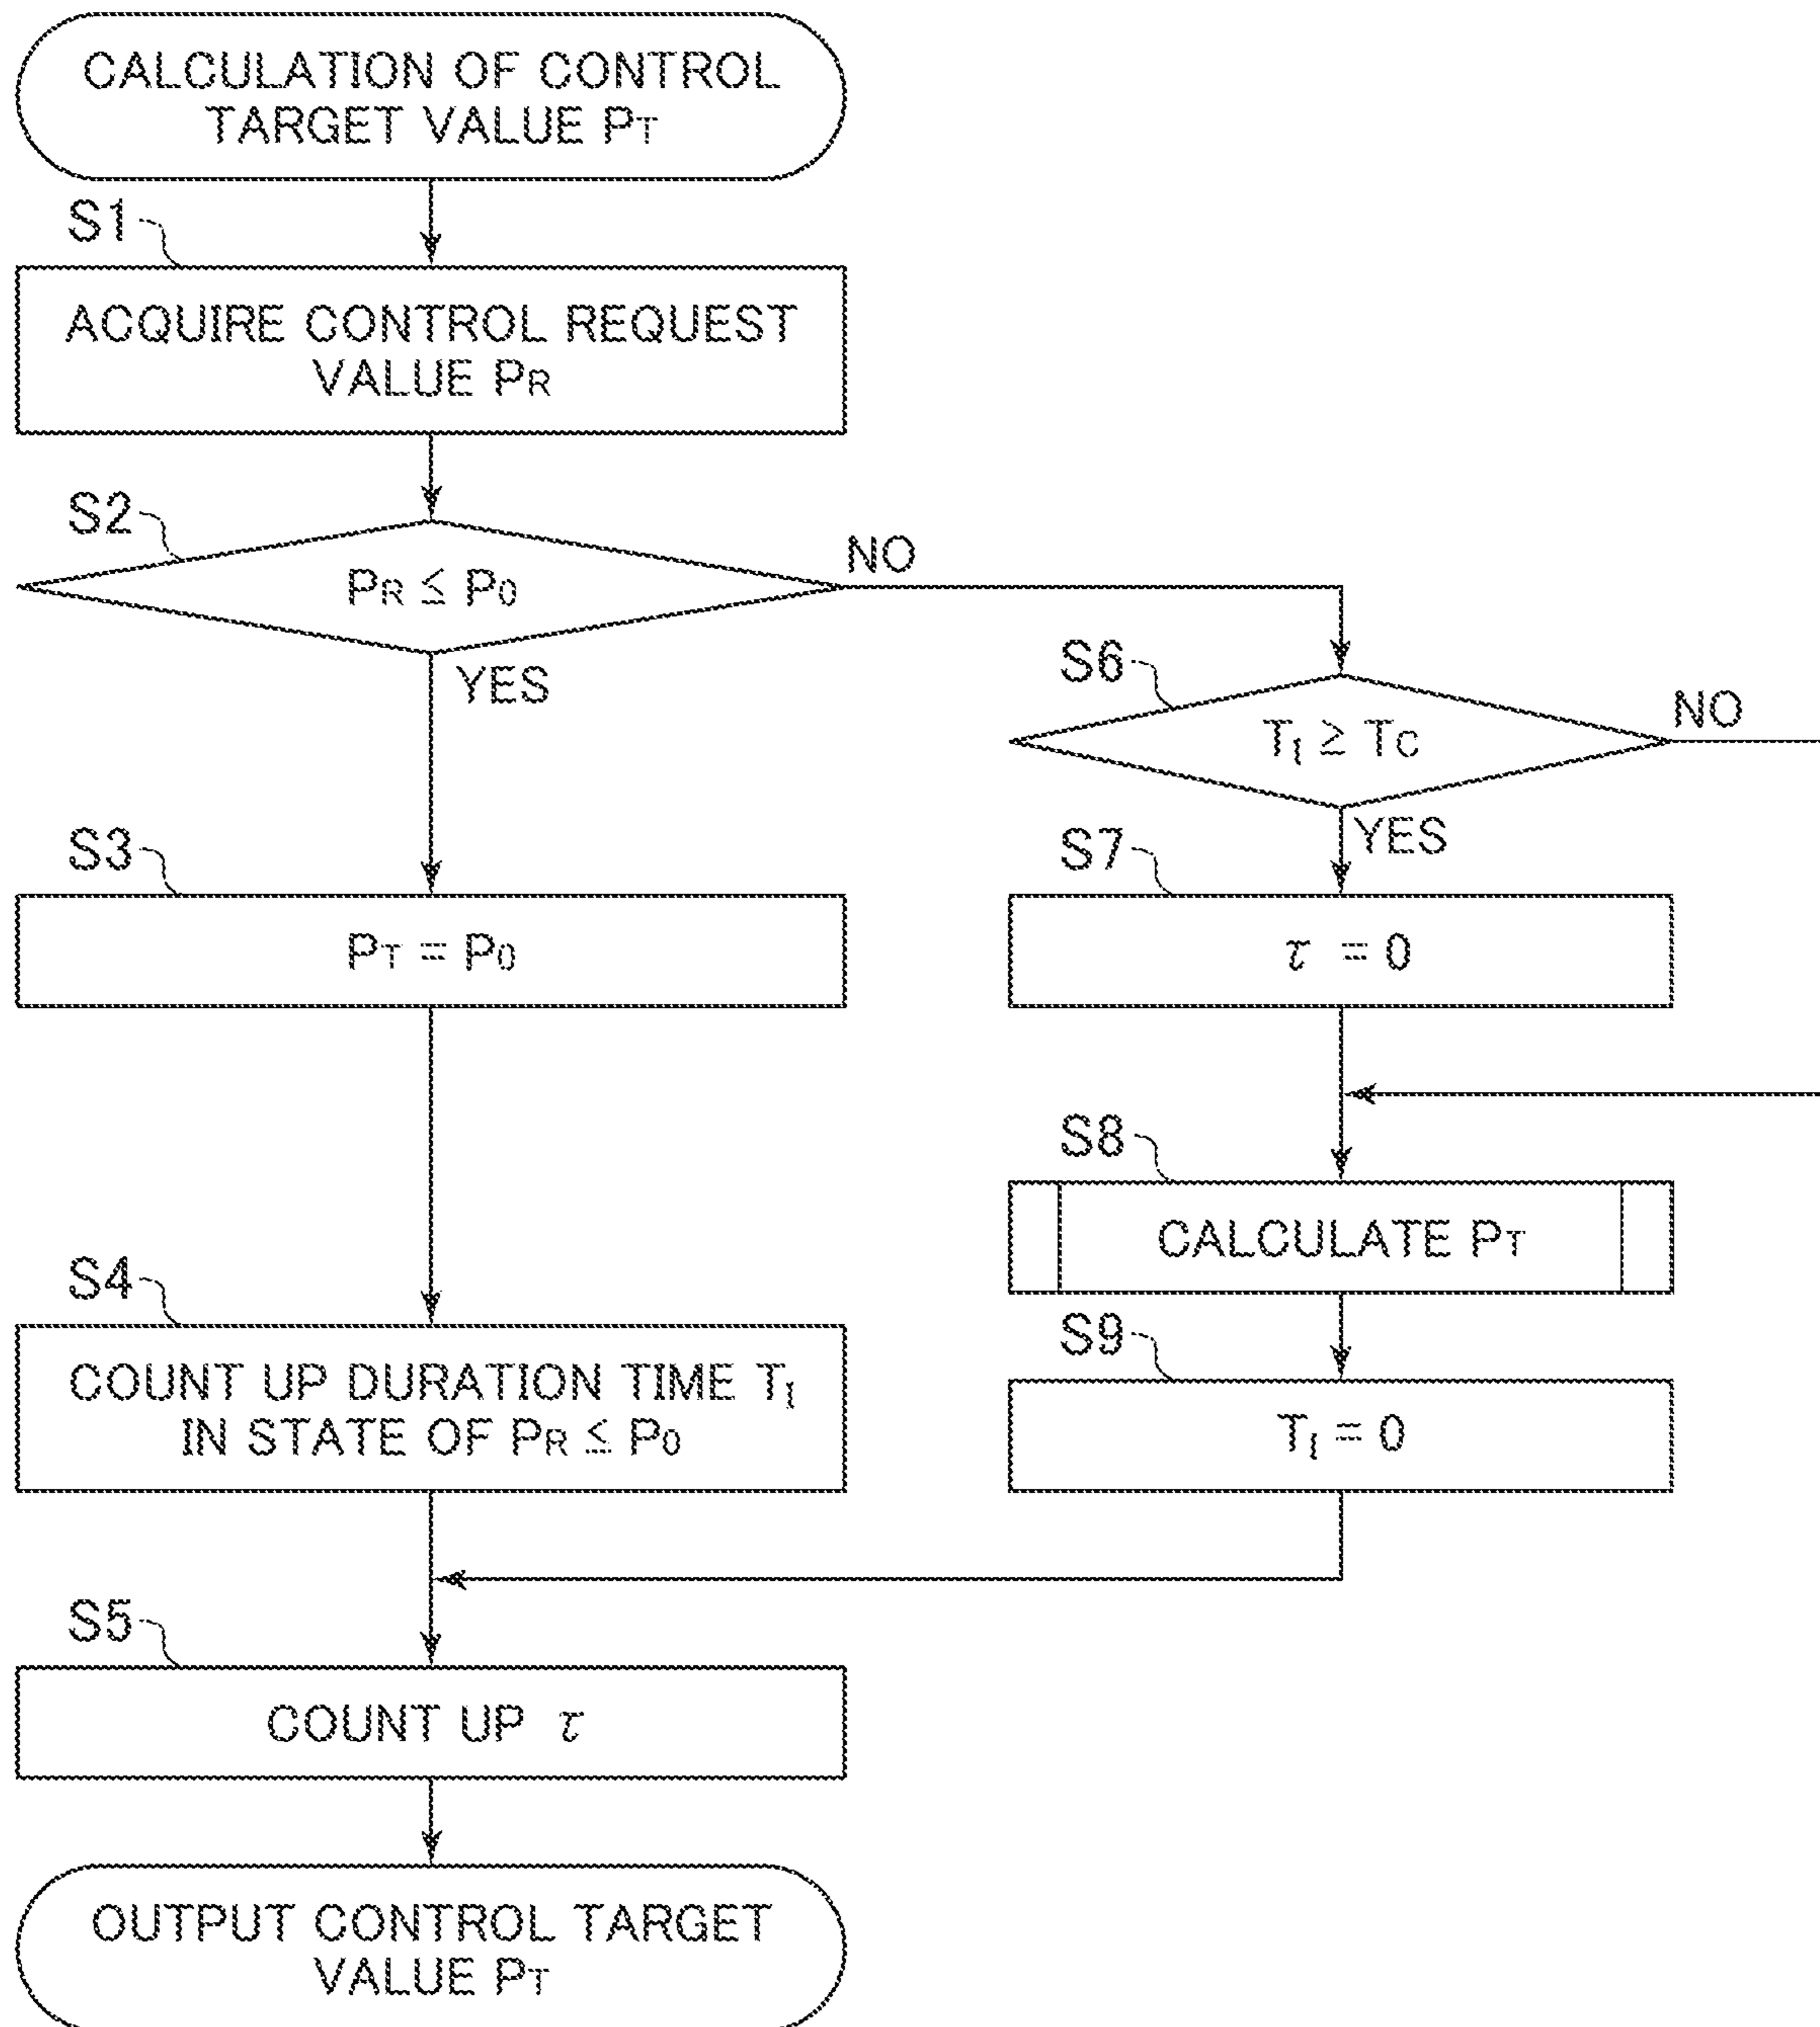 CALCULATION OF CONTROL
TARGET VALUE PT
S1
ACQUIRE CONTROL REQUEST
VALUE PR
S2
PR ≦ P0
NO
YES
S6
TI ≧ TC
NO
YES
S3
PT = P0
S7
τ = 0
S8
CALCULATE PT
S4
COUNT UP DURATION TIME TI
IN STATE OF PR ≦ P0
S9
TI = 0
S5
COUNT UP τ
OUTPUT CONTROL TARGET
VALUE PT